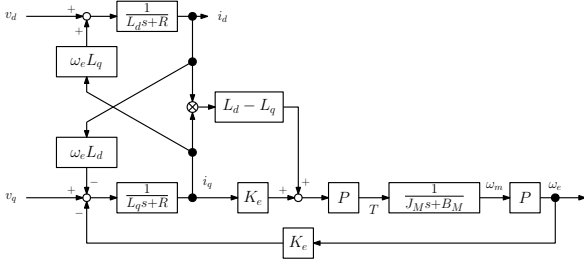 v_d + + 1/(L_d s+R) i_d
ω_e L_q
L_d − L_q
ω_e L_d
− +
v_q + − 1/(L_q s+R) i_q K_e + P T 1/(J_M s+B_M) ω_m P ω_e
K_e